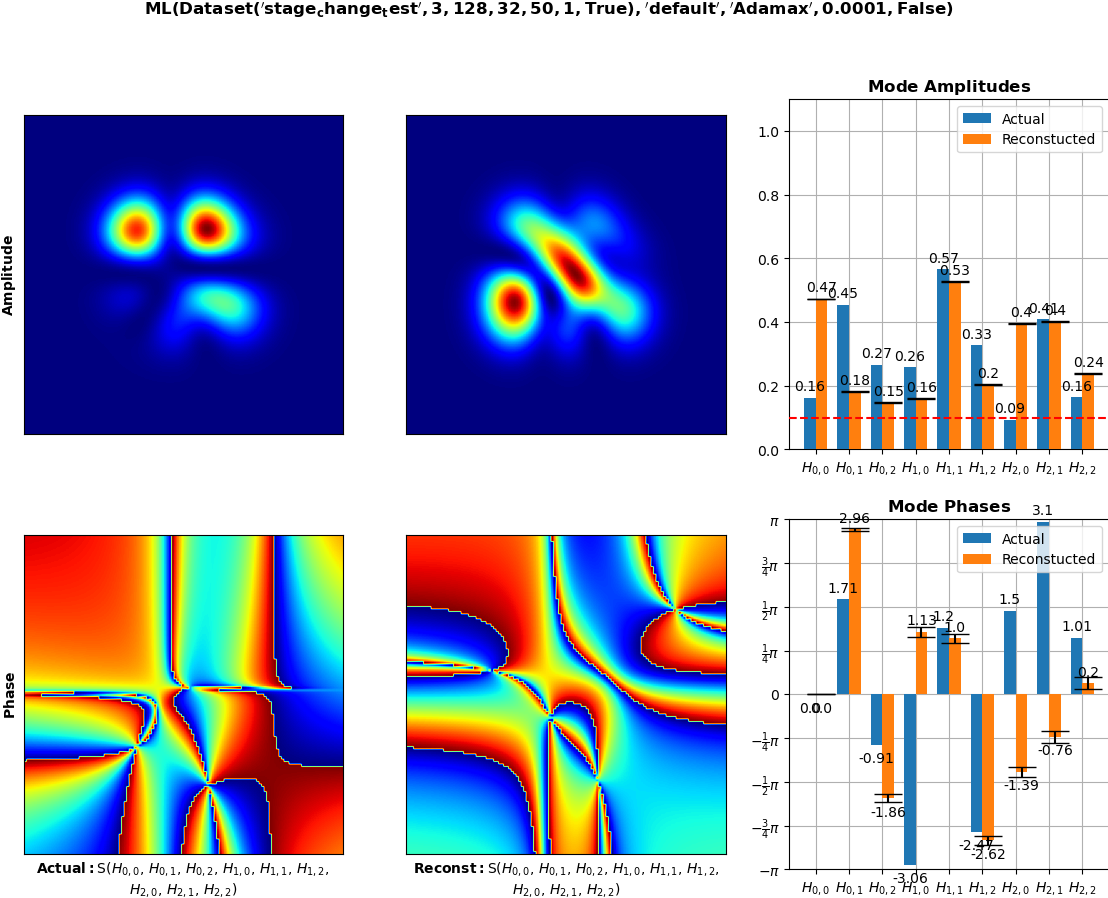 ML(Dataset('stage_change_test', 3, 128, 32, 50, 1, True), 'default', 'Adamax', 0.0001, False)
Amplitude
Mode Amplitudes
Actual
Reconstucted
1.0
0.8
0.6
0.4
0.2
0.0
0.16 0.47 0.45 0.18 0.27 0.15 0.26 0.16 0.57 0.53 0.33 0.2 0.09 0.4 0.41 0.4 0.16 0.24
H0,0 H0,1 H0,2 H1,0 H1,1 H1,2 H2,0 H2,1 H2,2
Phase
Actual: S(H0,0, H0,1, H0,2, H1,0, H1,1, H1,2,
H2,0, H2,1, H2,2)
Reconst: S(H0,0, H0,1, H0,2, H1,0, H1,1, H1,2,
H2,0, H2,1, H2,2)
Mode Phases
Actual
Reconstucted
π
3/4π
1/2π
1/4π
0
−1/4π
−1/2π
−3/4π
−π
0.0 0.0 1.71 2.96 -0.91 -1.86 -3.06 1.13 1.2 1.0 -2.47 -2.62 1.5 -1.39 3.1 -0.76 1.01 0.2
H0,0 H0,1 H0,2 H1,0 H1,1 H1,2 H2,0 H2,1 H2,2